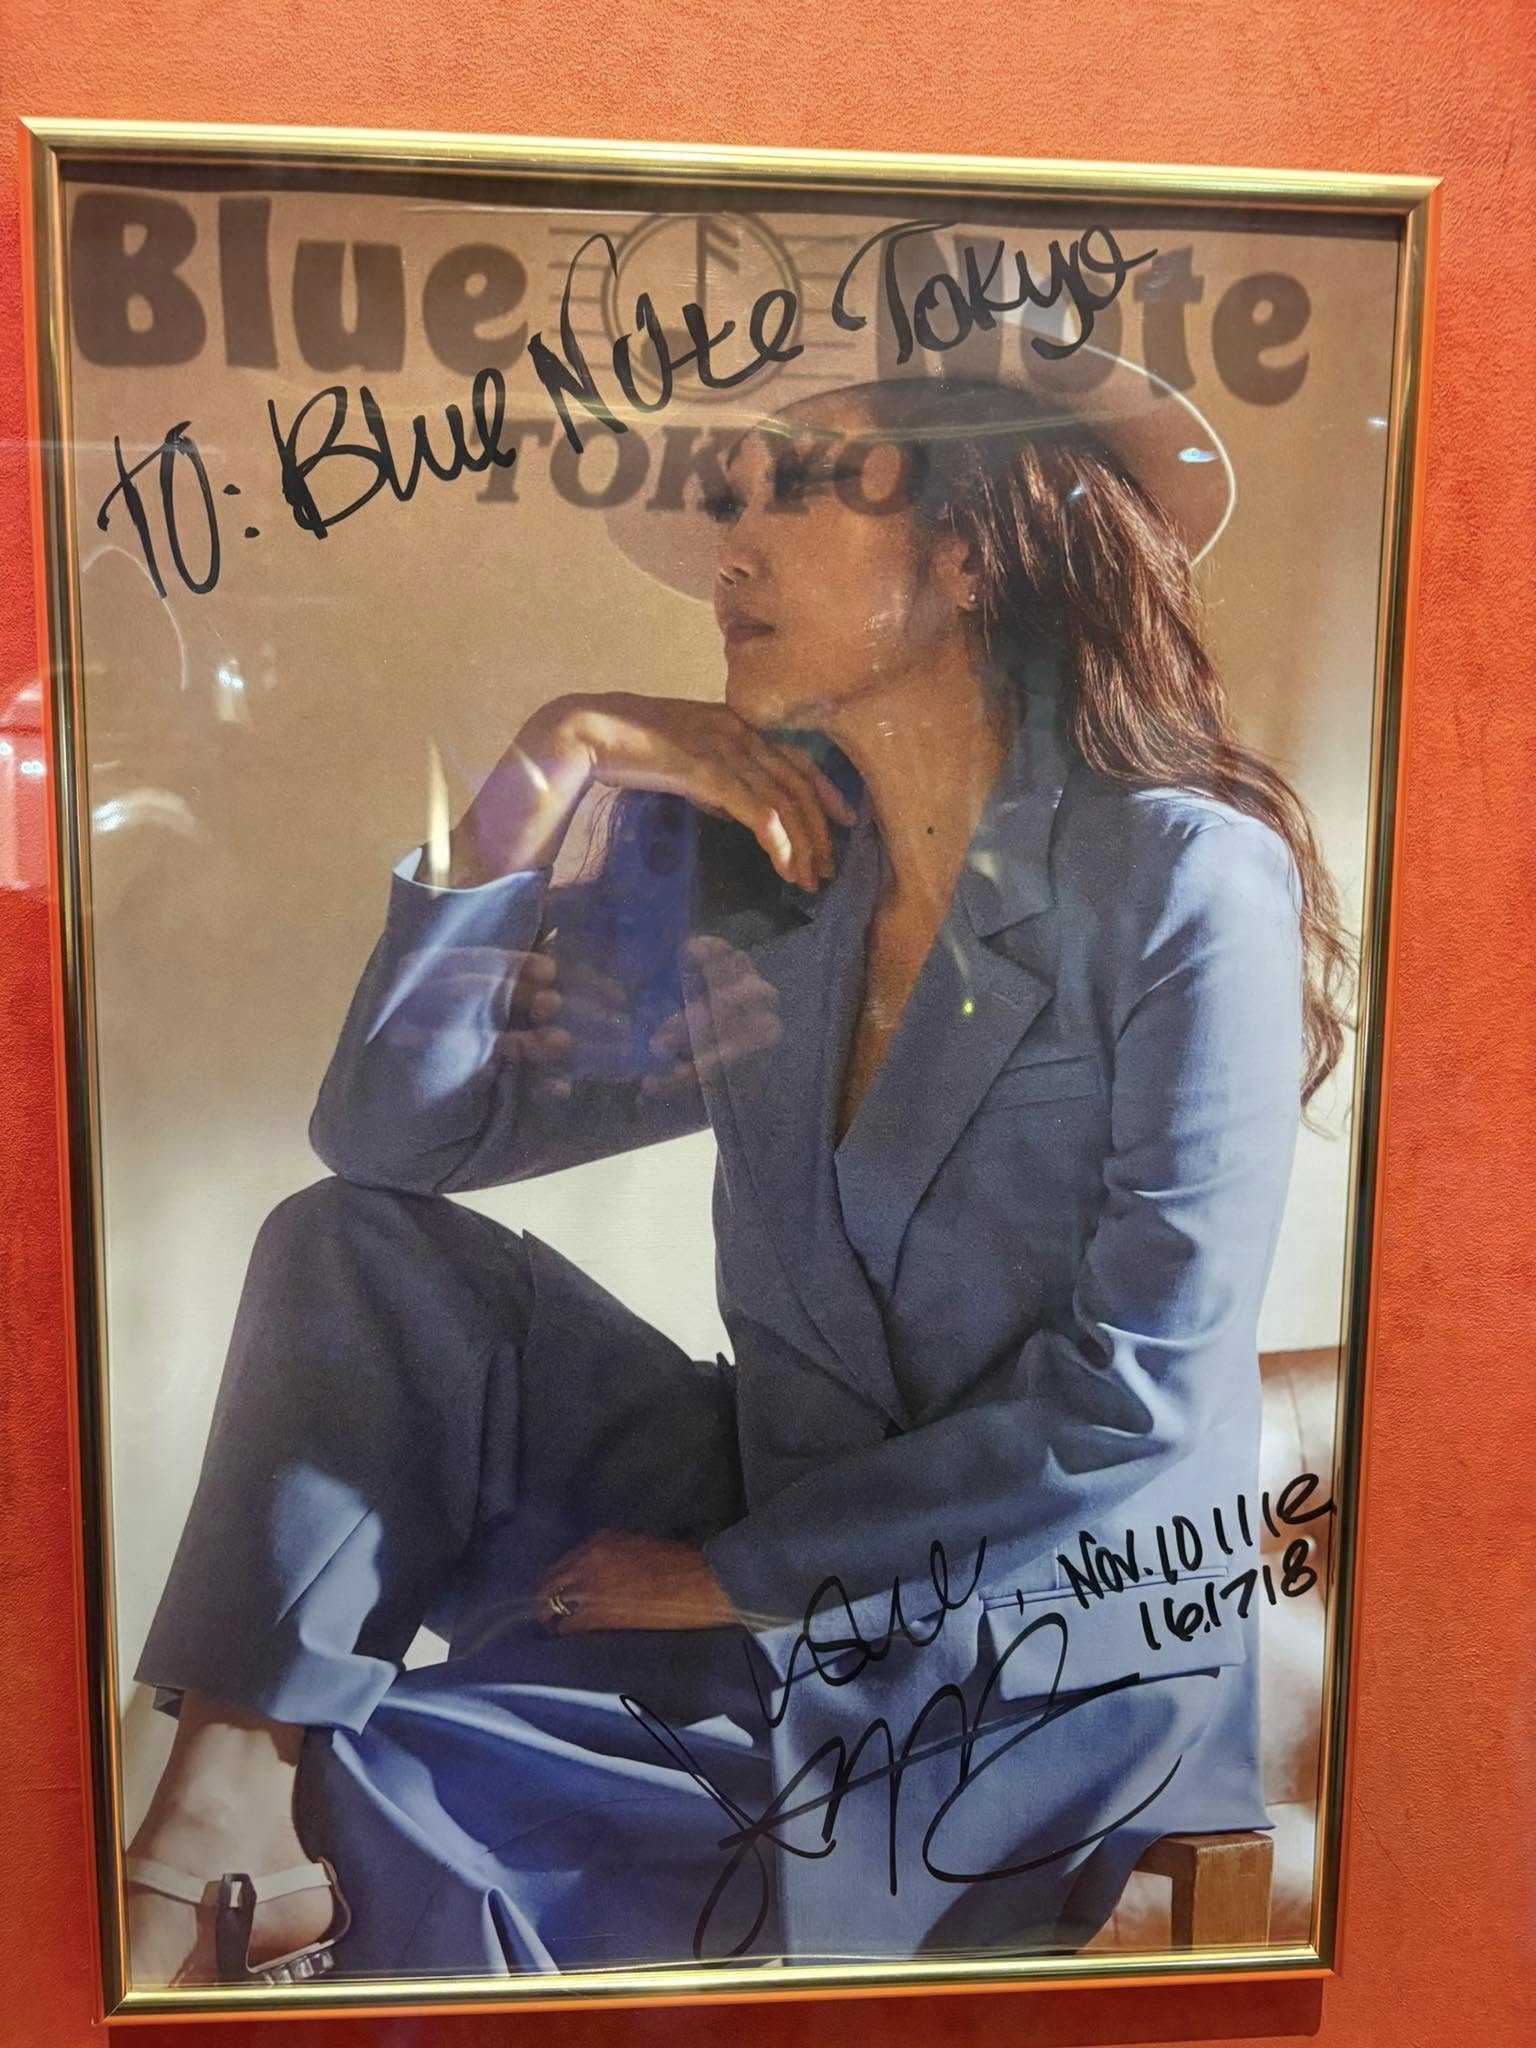 Blue Note
TOKYO
TO: Blue Note Tokyo
Love, Nov. 10 11 12
16, 17 18